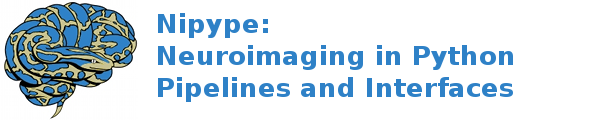 Nipype:
Neuroimaging in Python
Pipelines and Interfaces